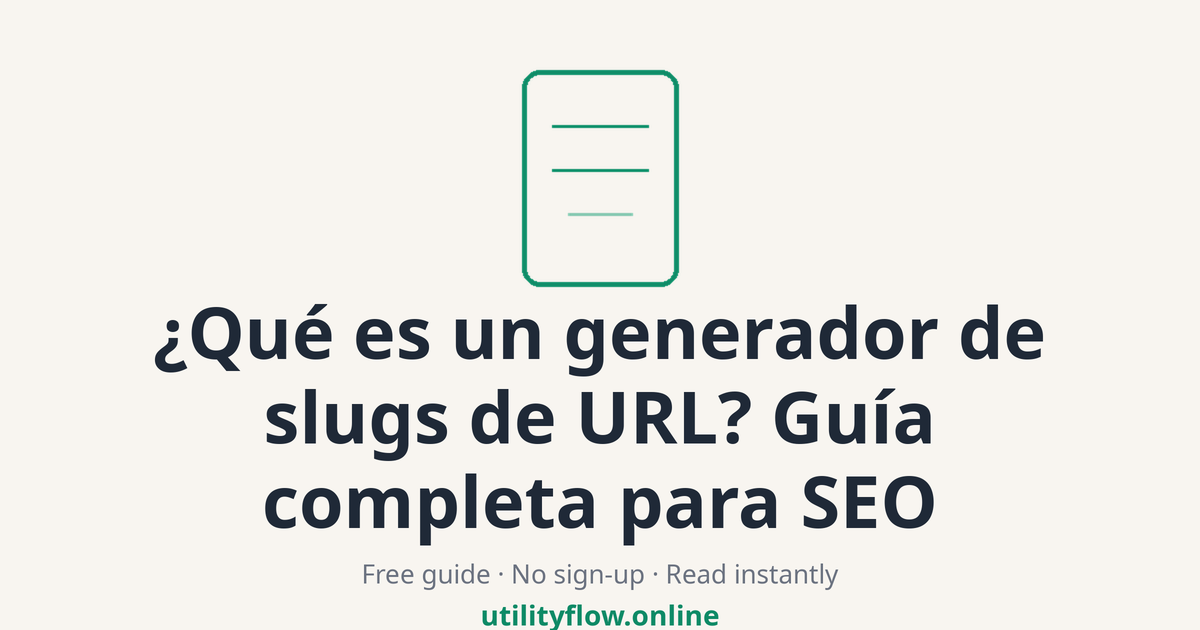 ¿Qué es un generador de
slugs de URL? Guía
completa para SEO
Free guide · No sign-up · Read instantly
utilityflow.online